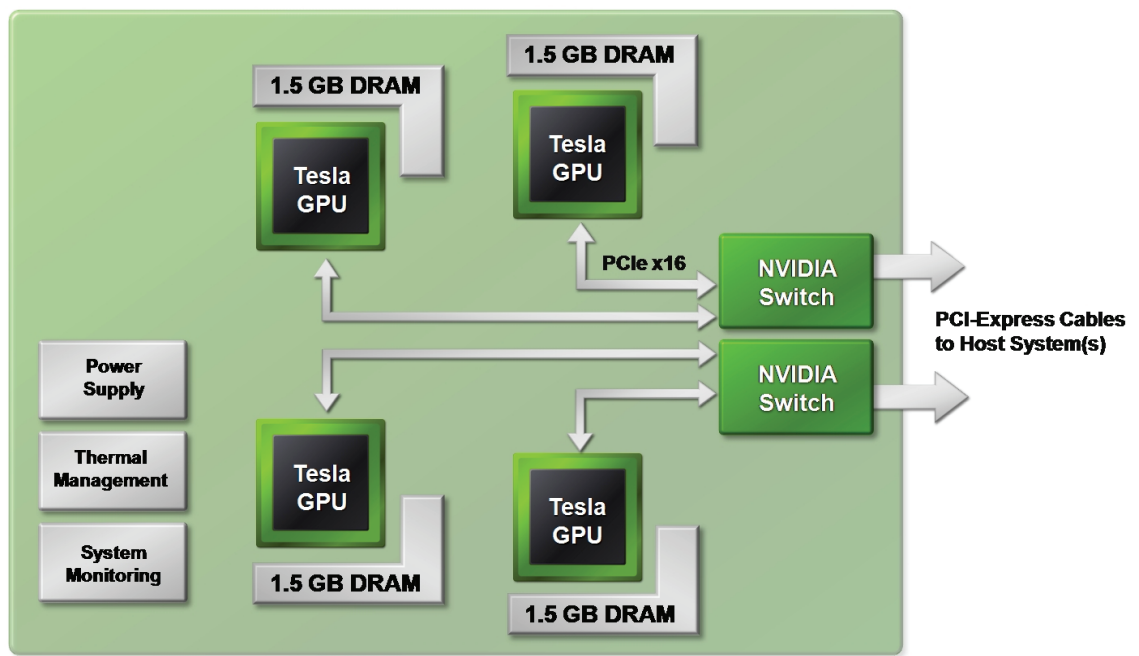 1.5 GB DRAM
1.5 GB DRAM
Tesla
GPU
Tesla
GPU
PCIe x16
NVIDIA
Switch
PCI-Express Cables
to Host System(s)
NVIDIA
Switch
Power
Supply
Thermal
Management
System
Monitoring
Tesla
GPU
Tesla
GPU
1.5 GB DRAM
1.5 GB DRAM